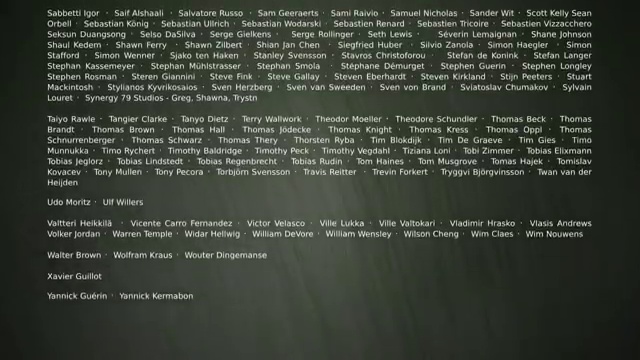 Sabbetti Igor · Saif Alshaali · Salvatore Russo · Sam Geeraerts · Sami Raivio · Samuel Nicholas · Sander Wit · Scott Kelly Sean
Orbell · Sebastian König · Sebastian Ullrich · Sebastian Wodarski · Sebastien Renard · Sebastien Tricoire · Sebastien Vizzacchero
Seksun Duangsong · Selso DaSilva · Serge Gielkens · Serge Rollinger · Seth Lewis · Séverin Lemaignan · Shane Johnson
Shaul Kedem · Shawn Ferry · Shawn Zilbert · Shian Jan Chen · Siegfried Huber · Silvio Zanola · Simon Haegler · Simon
Stafford · Simon Wenner · Sjako ten Haken · Stanley Svensson · Stavros Christoforou · Stefan de Konink · Stefan Langer
Stephan Kassemeyer · Stephan Mühlstrasser · Stephan Smola · Stéphane Démurget · Stephen Guerin · Stephen Longley
Stephen Rosman · Steren Giannini · Steve Fink · Steve Gallay · Steven Eberhardt · Steven Kirkland · Stijn Peeters · Stuart
Mackintosh · Stylianos Kyvrikosaios · Sven Herzberg · Sven van Sweeden · Sven von Brand · Sviatoslav Chumakov · Sylvain
Louret · Synergy 79 Studios - Greg, Shawna, Trystn
Taiyo Rawle · Tangier Clarke · Tanyo Dietz · Terry Wallwork · Theodor Moeller · Theodore Schundler · Thomas Beck · Thomas
Brandt · Thomas Brown · Thomas Hall · Thomas Jödecke · Thomas Knight · Thomas Kress · Thomas Oppl · Thomas
Schnurrenberger · Thomas Schwarz · Thomas Thery · Thorsten Ryba · Tim Blokdijk · Tim De Graeve · Tim Gies · Timo
Munnukka · Timo Rychert · Timothy Baldridge · Timothy Peck · Timothy Vegdahl · Tiziana Loni · Tobi Zimmer · Tobias Elixmann
Tobias Jeglorz · Tobias Lindstedt · Tobias Regenbrecht · Tobias Rudin · Tom Haines · Tom Musgrove · Tomas Hajek · Tomislav
Kovacev · Tony Mullen · Tony Pecora · Torbjörn Svensson · Travis Reitter · Trevin Forkert · Tryggvi Björgvinsson · Twan van der
Heijden
Udo Moritz · Ulf Willers
Valtteri Heikkilä · Vicente Carro Fernandez · Victor Velasco · Ville Lukka · Ville Valtokari · Vladimir Hrasko · Vlasis Andrews
Volker Jordan · Warren Temple · Widar Hellwig · William DeVore · William Wensley · Wilson Cheng · Wim Claes · Wim Nouwens
Walter Brown · Wolfram Kraus · Wouter Dingemanse
Xavier Guillot
Yannick Guérin · Yannick Kermabon